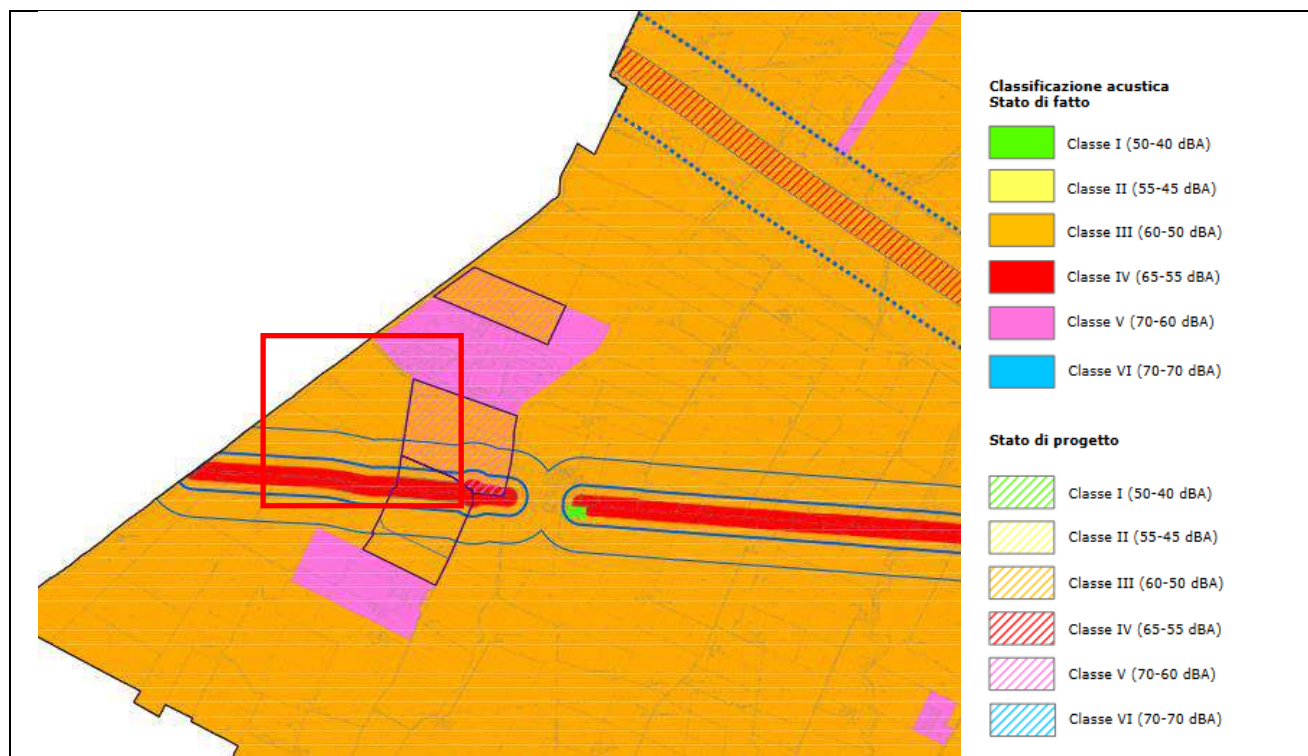 Classificazione acustica
Stato di fatto
Classe I (50-40 dBA)
Classe II (55-45 dBA)
Classe III (60-50 dBA)
Classe IV (65-55 dBA)
Classe V (70-60 dBA)
Classe VI (70-70 dBA)
Stato di progetto
Classe I (50-40 dBA)
Classe II (55-45 dBA)
Classe III (60-50 dBA)
Classe IV (65-55 dBA)
Classe V (70-60 dBA)
Classe VI (70-70 dBA)